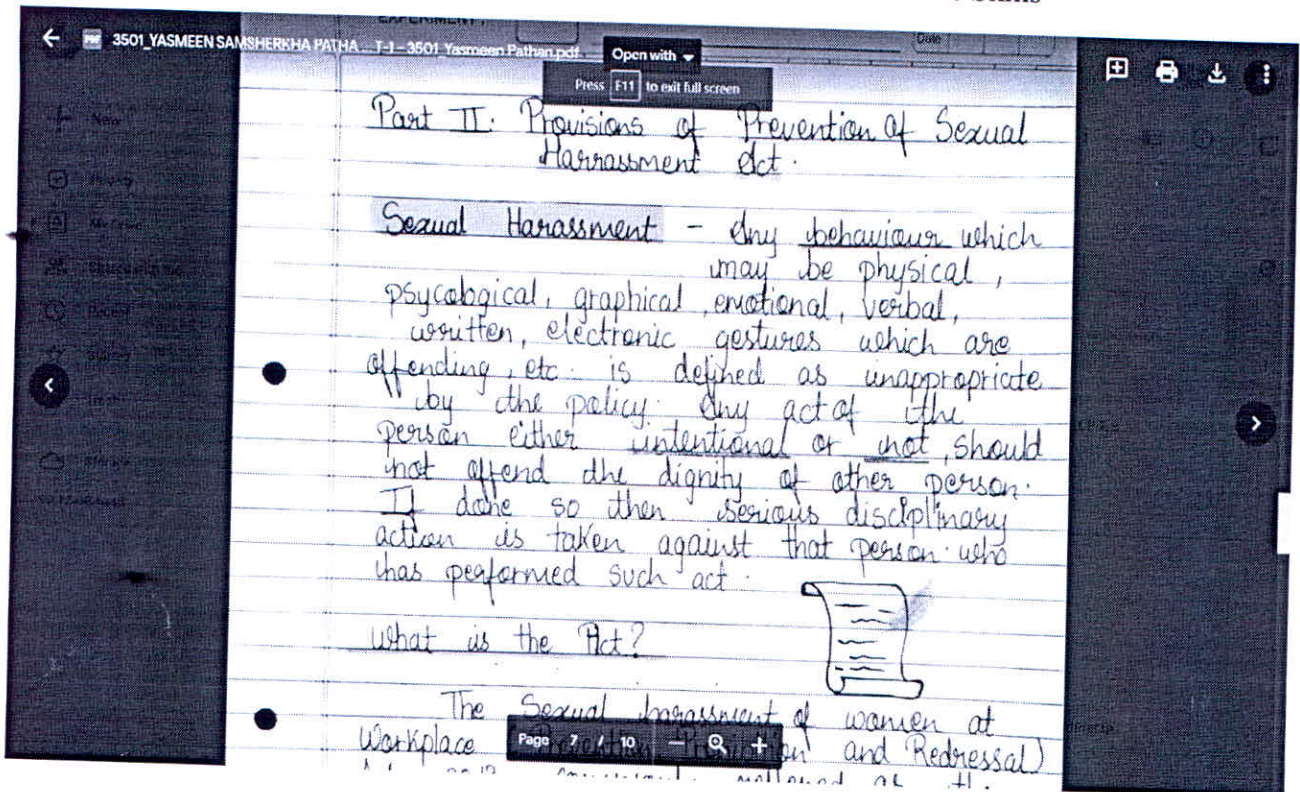 EXPERIMENT
Date
3501_YASMEEN SAMSHERKHA PATHA... T-1 - 3501_Yasmeen Pathan.pdf
Open with
Press F11 to exit full screen
New
Part II: Provisions of Prevention of Sexual
Harrassment Act.
Sexual Harassment - Any behaviour which
may be physical,
psycological, graphical, emotional, verbal,
written, electronic gestures which are
offending, etc. is defined as unappropriate
by the policy. Any act of the
person either intentional or not, should
not offend the dignity of other person.
If done so then serious disciplinary
action is taken against that person who
has performed such act.
What is the Act?
The Sexual harassment of women at
Workplace
and Redressal)
Page 7 / 10